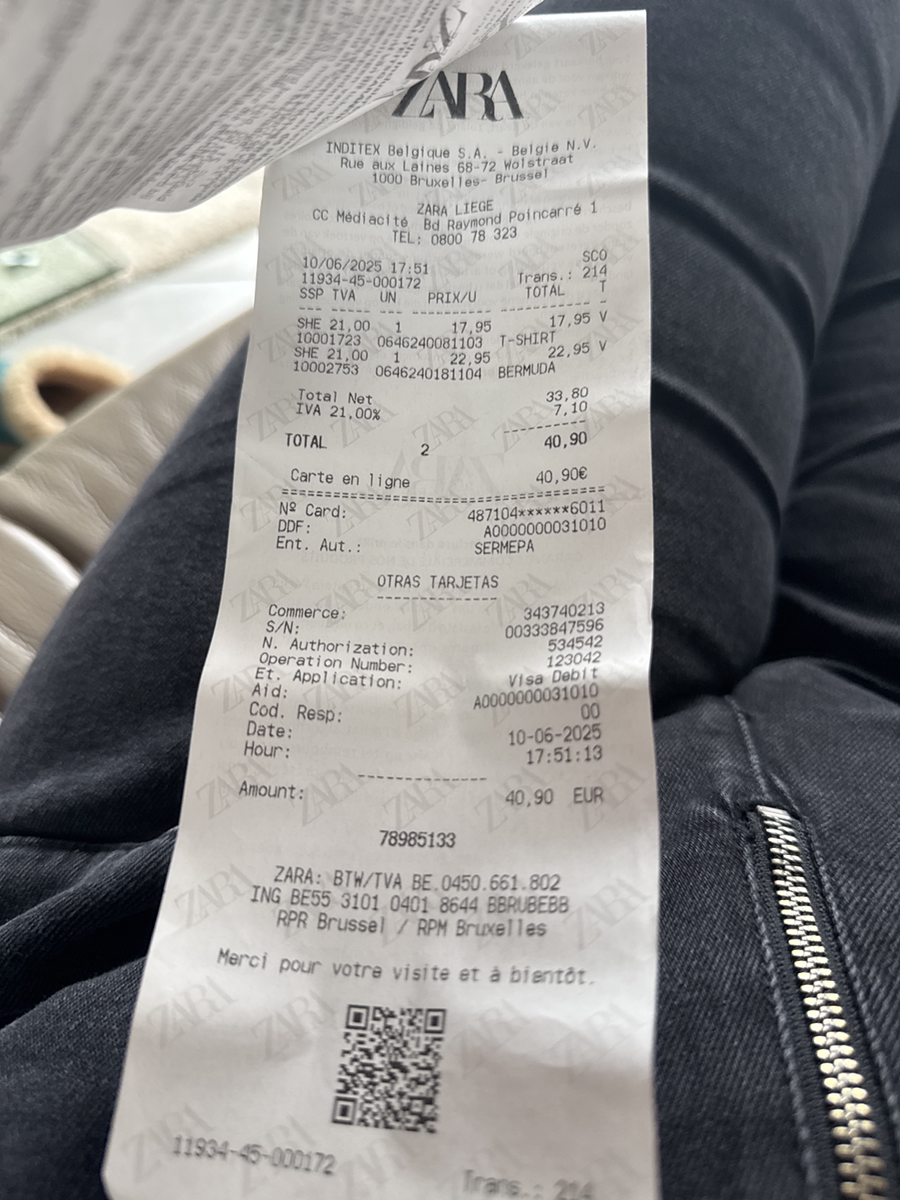 ZARA
INDITEX Belgique S.A. - Belgie N.V.
Rue aux Laines 68-72 Wolstraat
1000 Bruxelles- Brussel
ZARA LIEGE
CC Médiacité Bd Raymond Poincarré 1
TEL: 0800 78 323
10/06/2025 17:51 SCO
11934-45-000172 Trans.: 214
SSP TVA UN PRIX/U TOTAL T
SHE 21,00 1 17,95 17,95 V
10001723 0646240081103 T-SHIRT
SHE 21,00 1 22,95 22,95 V
10002753 0646240181104 BERMUDA
Total Net 33,80
IVA 21,00% 7,10
TOTAL 2 40,90
Carte en ligne 40,90€
Nº Card: 487104******6011
DDF: A0000000031010
Ent. Aut.: SERMEPA
OTRAS TARJETAS
Commerce: 343740213
S/N: 00333847596
N. Authorization: 534542
Operation Number: 123042
Et. Application: Visa Debit
Aid: A0000000031010
Cod. Resp: 00
Date: 10-06-2025
Hour: 17:51:13
Amount: 40,90 EUR
78985133
ZARA: BTW/TVA BE.0450.661.802
ING BE55 3101 0401 8644 BBRUBEBB
RPR Brussel / RPM Bruxelles
Merci pour votre visite et à bientôt.
11934-45-000172
Trans.: 214